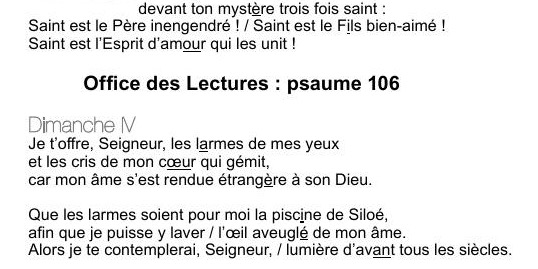 devant ton mystère trois fois saint :
Saint est le Père inengendré ! / Saint est le Fils bien-aimé !
Saint est l'Esprit d'amour qui les unit !
Office des Lectures : psaume 106
Dimanche IV
Je t'offre, Seigneur, les larmes de mes yeux
et les cris de mon cœur qui gémit,
car mon âme s'est rendue étrangère à son Dieu.
Que les larmes soient pour moi la piscine de Siloé,
afin que je puisse y laver / l'œil aveuglé de mon âme.
Alors je te contemplerai, Seigneur, / lumière d'avant tous les siècles.